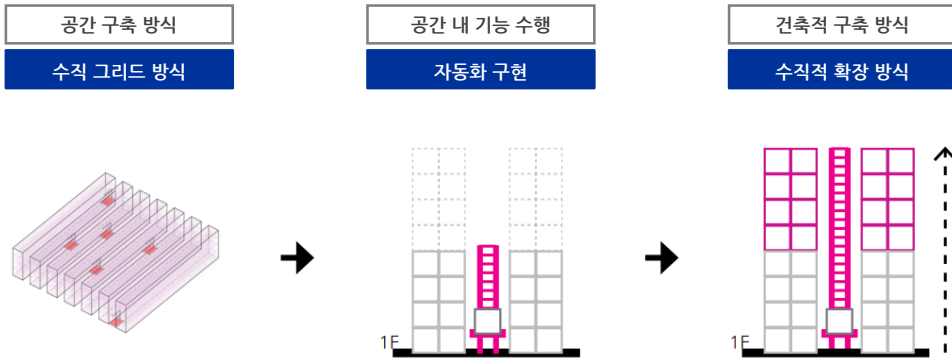 공간 구축 방식
수직 그리드 방식
공간 내 기능 수행
자동화 구현
건축적 구축 방식
수직적 확장 방식
1F
1F